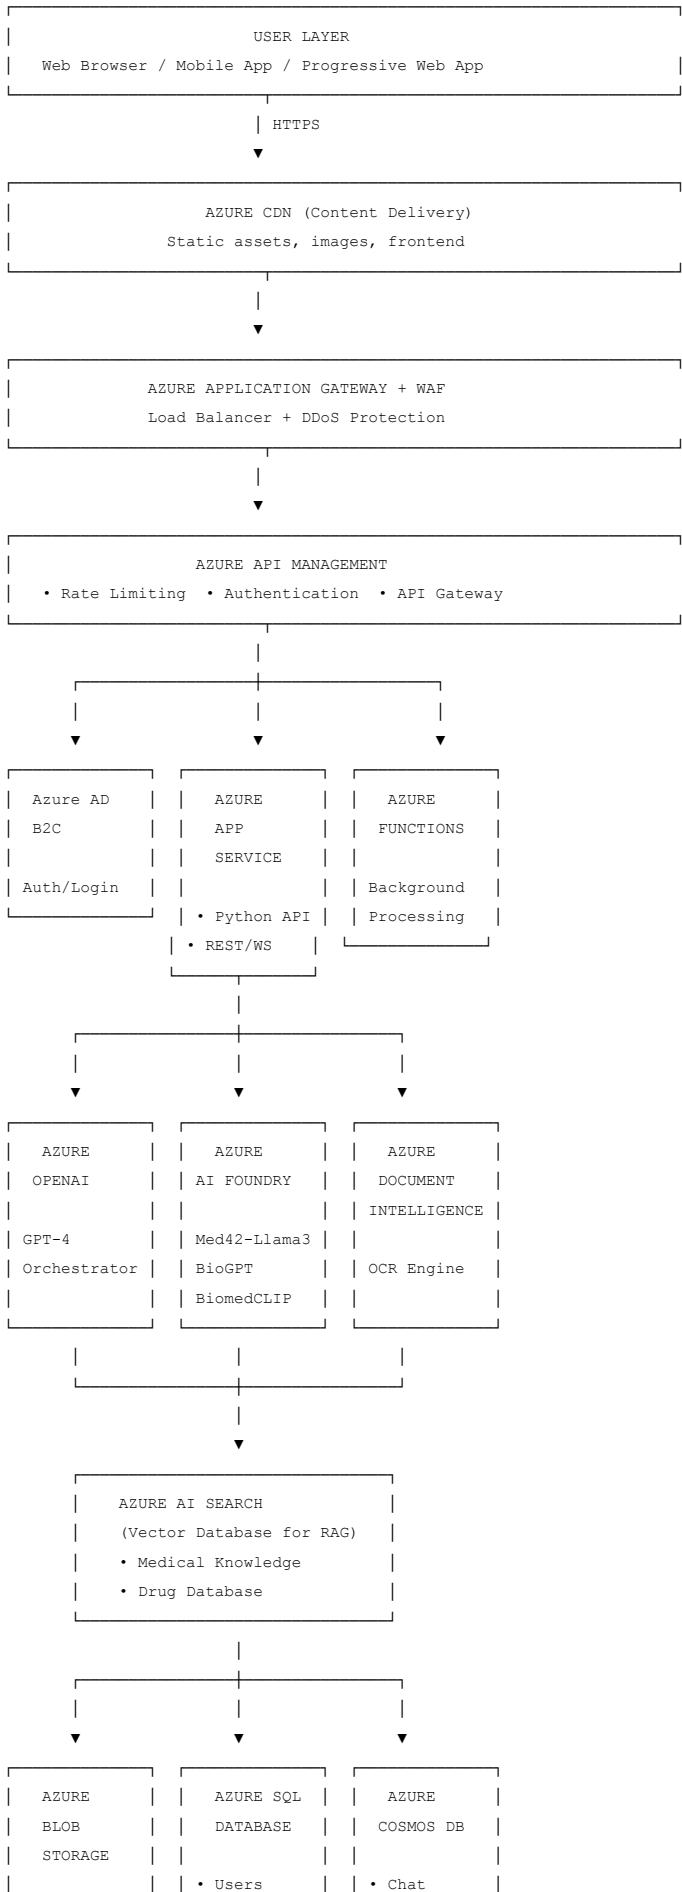 USER LAYER
Web Browser / Mobile App / Progressive Web App
HTTPS
AZURE CDN (Content Delivery)
Static assets, images, frontend
AZURE APPLICATION GATEWAY + WAF
Load Balancer + DDoS Protection
AZURE API MANAGEMENT
• Rate Limiting • Authentication • API Gateway
Azure AD
B2C
Auth/Login
AZURE
APP
SERVICE
• Python API
• REST/WS
AZURE
FUNCTIONS
Background
Processing
AZURE
OPENAI
GPT-4
Orchestrator
AZURE
AI FOUNDRY
Med42-Llama3
BioGPT
BiomedCLIP
AZURE
DOCUMENT
INTELLIGENCE
OCR Engine
AZURE AI SEARCH
(Vector Database for RAG)
• Medical Knowledge
• Drug Database
AZURE
BLOB
STORAGE
AZURE SQL
DATABASE
• Users
AZURE
COSMOS DB
• Chat